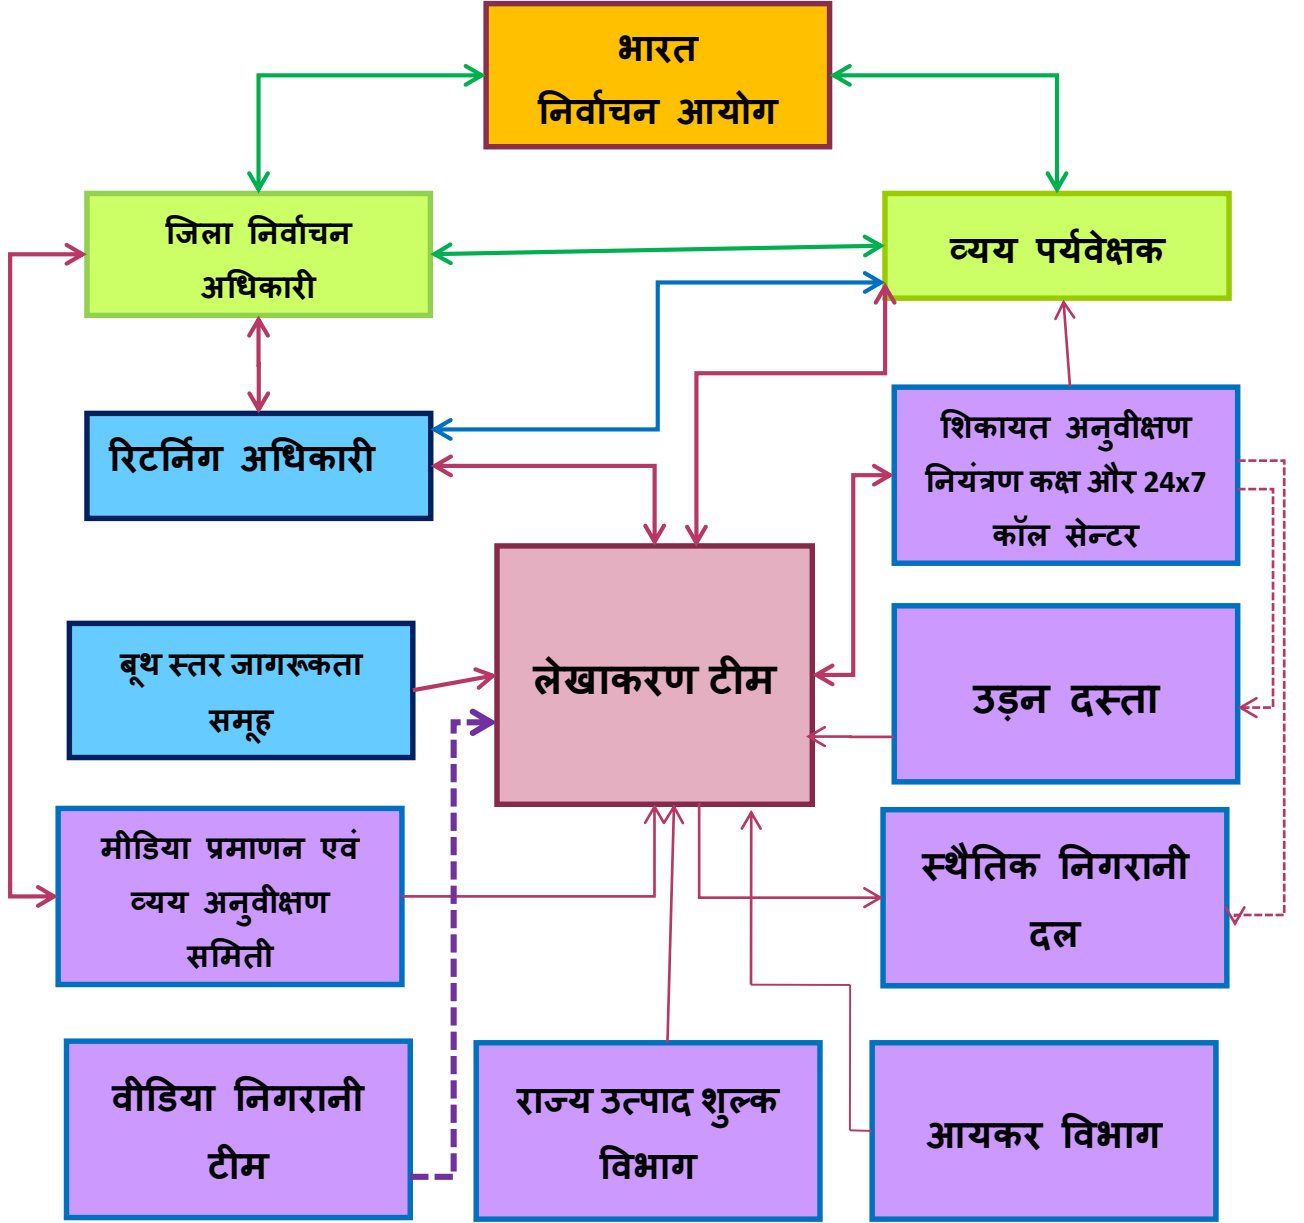 भारत
निर्वाचन आयोग
जिला निर्वाचन
अधिकारी
व्यय पर्यवेक्षक
रिटर्निग अधिकारी
शिकायत अनुवीक्षण
नियंत्रण कक्ष और 24x7
कॉल सेन्टर
बूथ स्तर जागरूकता
समूह
लेखाकरण टीम
उड़न दस्ता
मीडिया प्रमाणन एवं
व्यय अनुवीक्षण
समिती
स्थैतिक निगरानी
दल
वीडिया निगरानी
टीम
राज्य उत्पाद शुल्क
विभाग
आयकर विभाग